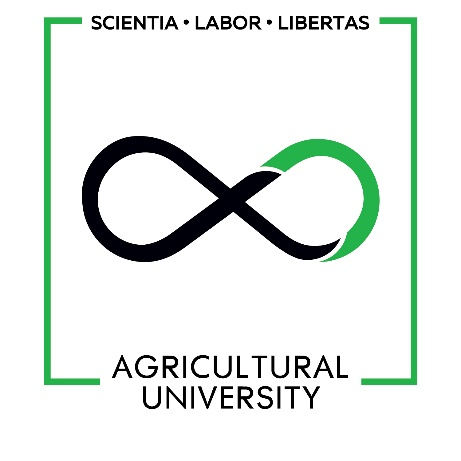 SCIENTIA • LABOR • LIBERTAS
AGRICULTURAL
UNIVERSITY